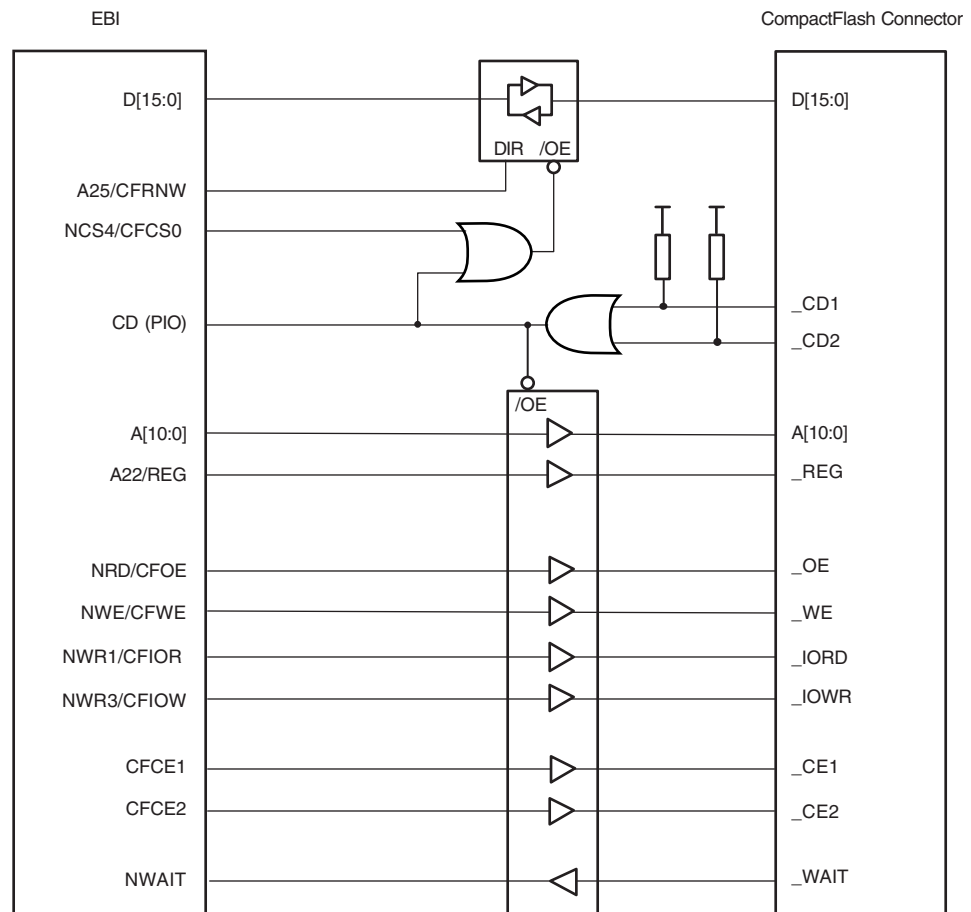 EBI
CompactFlash Connector
D[15:0]
D[15:0]
DIR /OE
A25/CFRNW
NCS4/CFCS0
_CD1
CD (PIO)
_CD2
/OE
A[10:0]
A[10:0]
A22/REG
_REG
NRD/CFOE
_OE
NWE/CFWE
_WE
NWR1/CFIOR
_IORD
NWR3/CFIOW
_IOWR
CFCE1
_CE1
CFCE2
_CE2
NWAIT
_WAIT